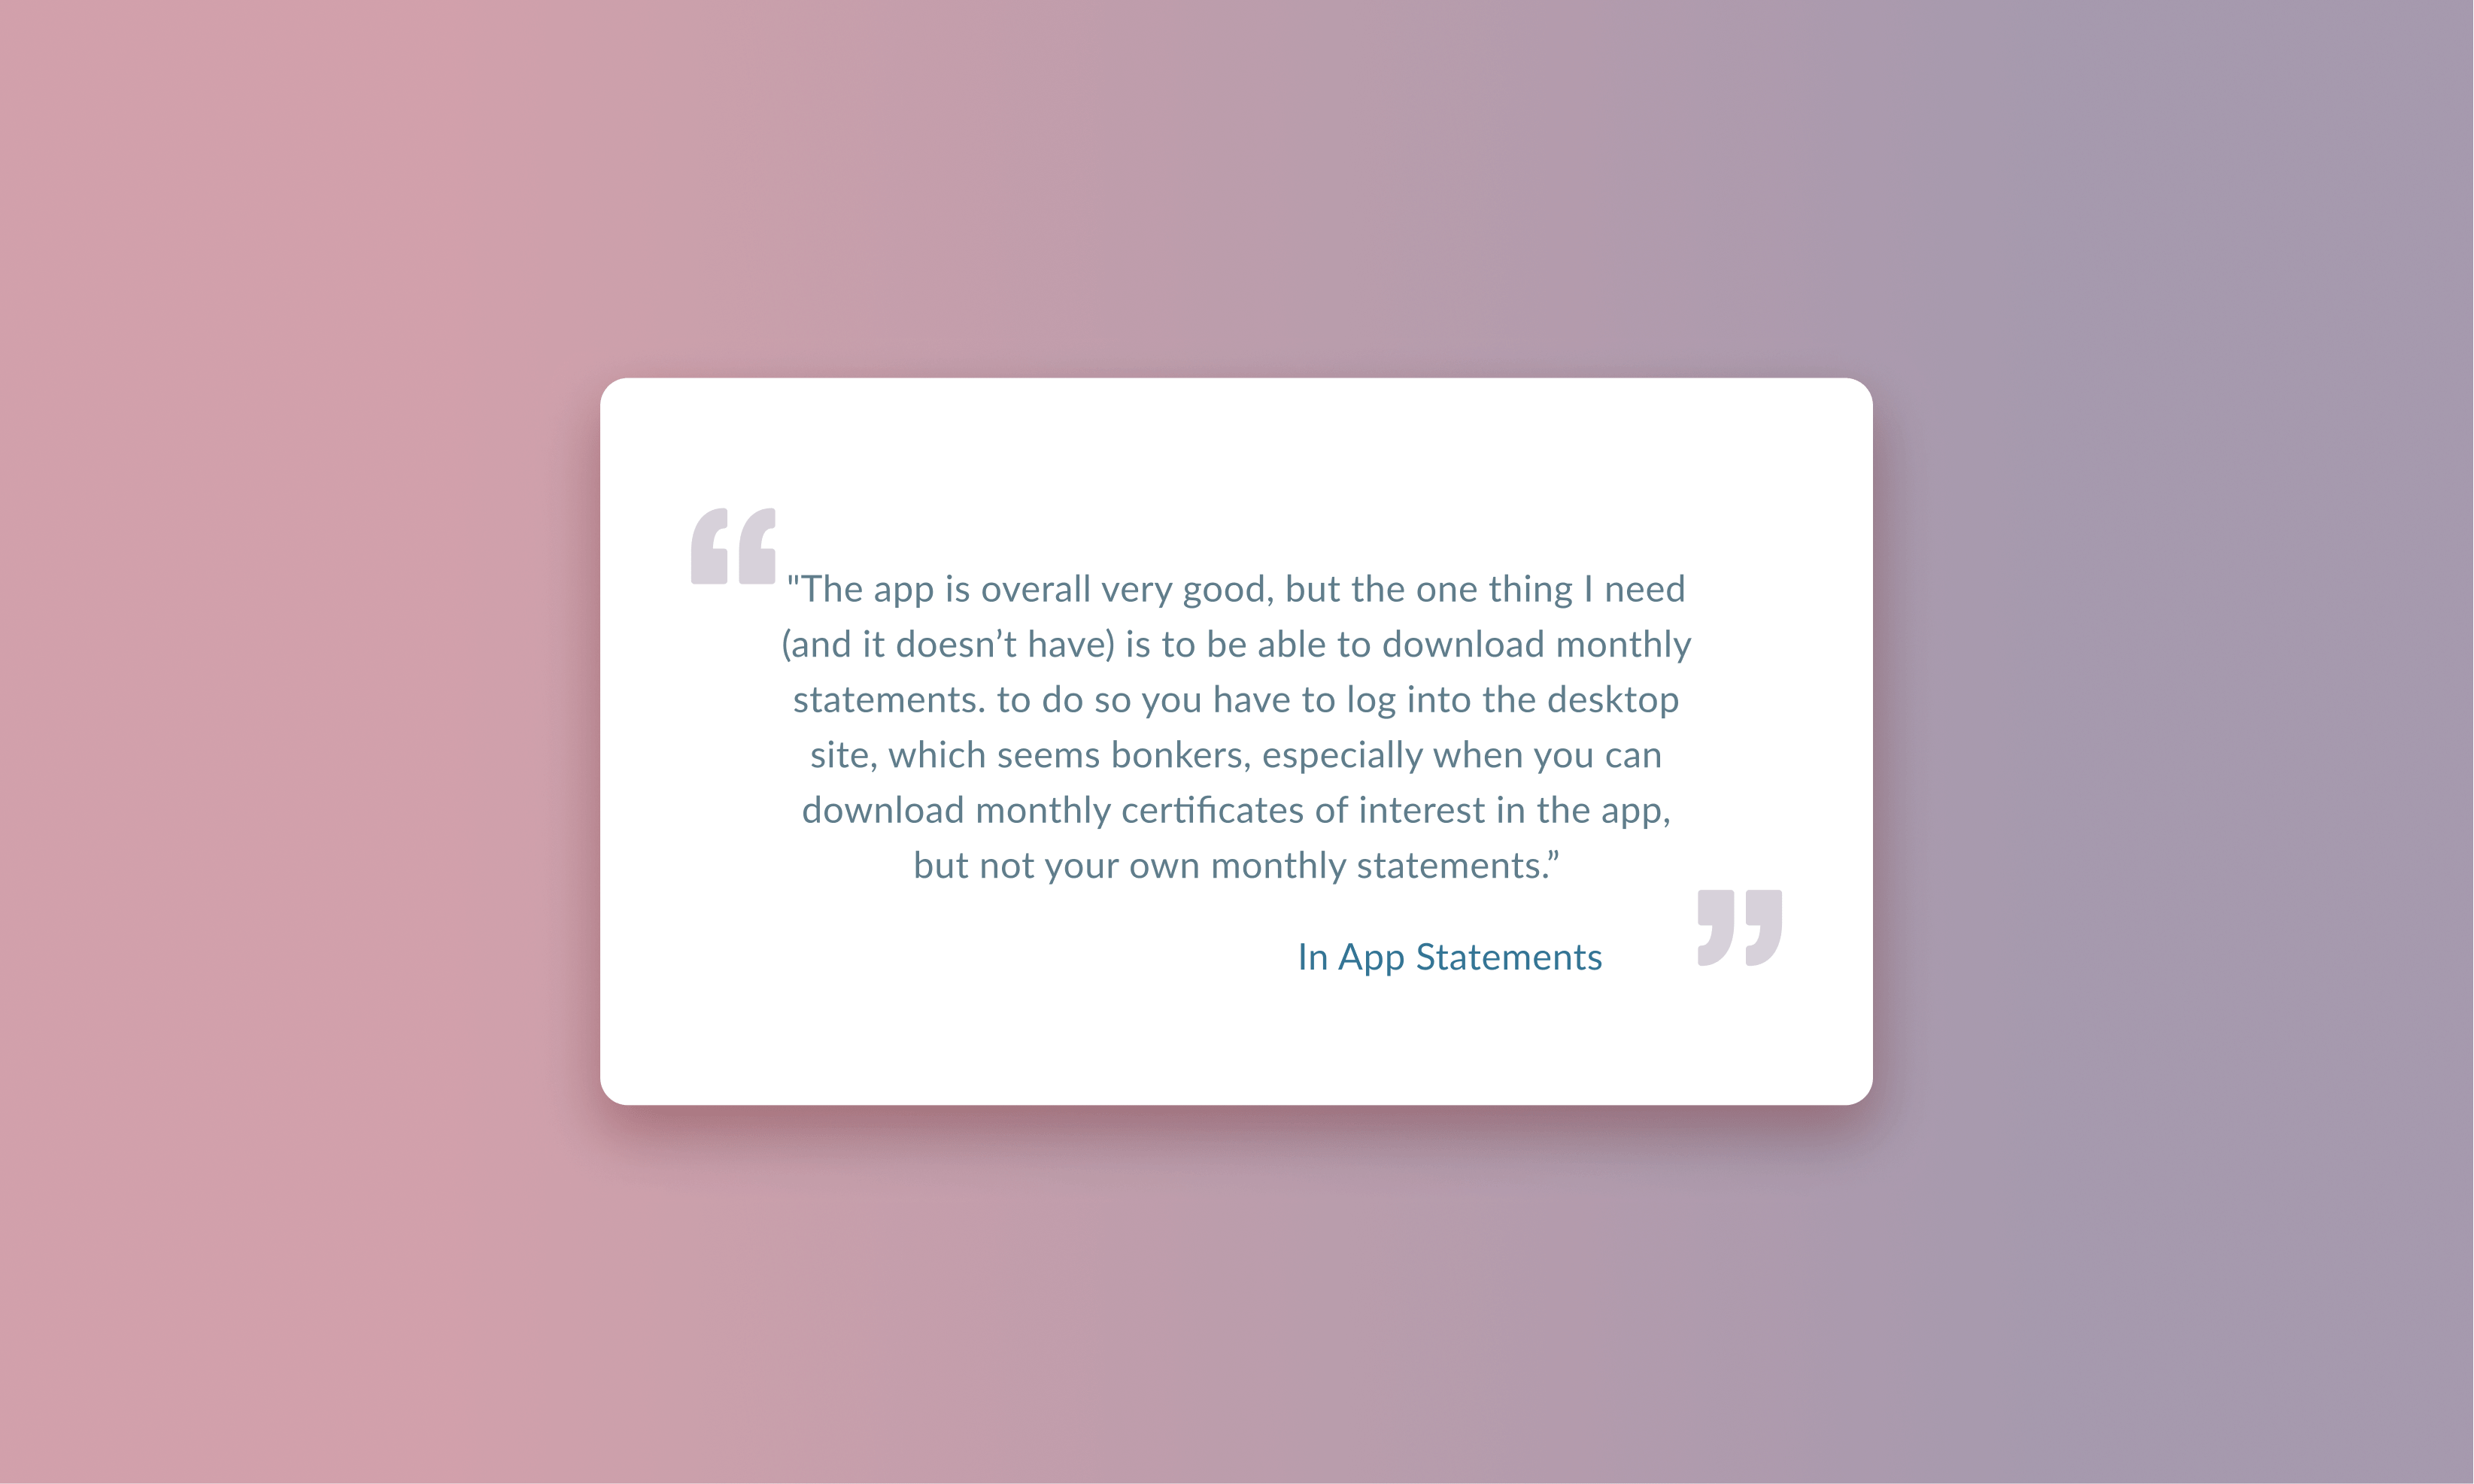 "The app is overall very good, but the one thing I need
(and it doesn’t have) is to be able to download monthly
statements. to do so you have to log into the desktop
site, which seems bonkers, especially when you can
download monthly certificates of interest in the app,
but not your own monthly statements.”
In App Statements